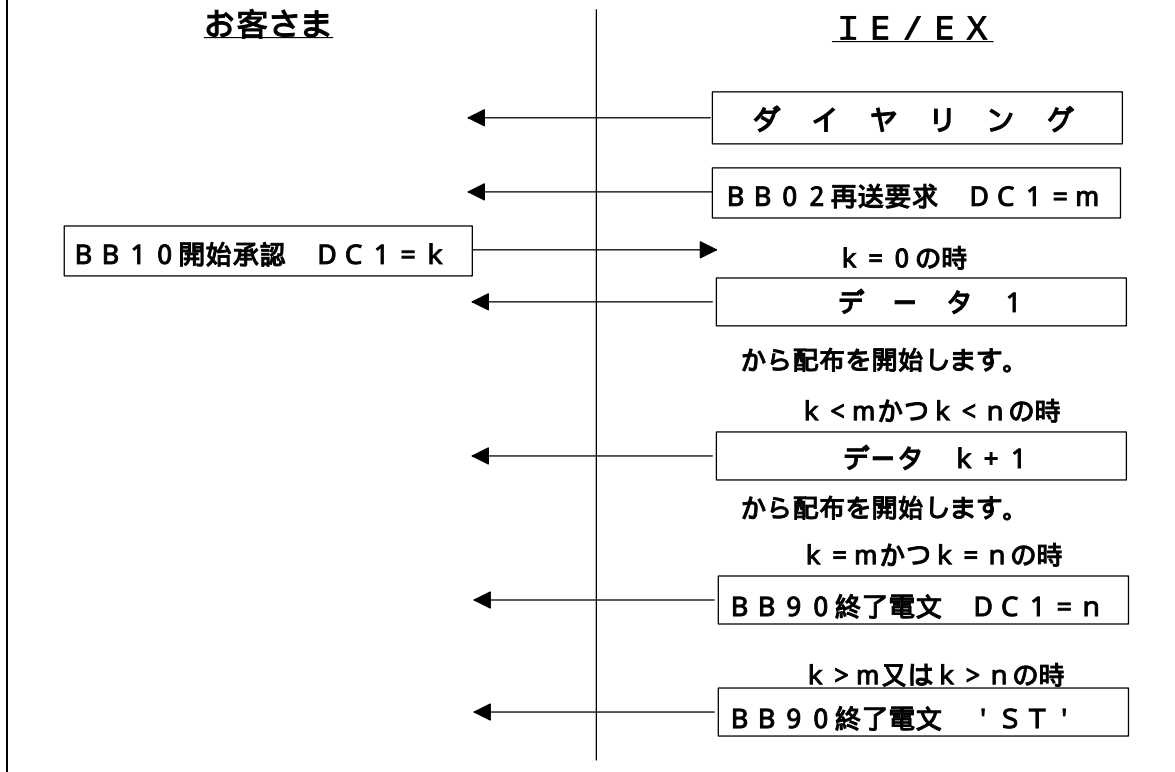 お客さま
ＩＥ／ＥＸ
ダイヤリング
ＢＢ０２再送要求　ＤＣ１＝ｍ
ＢＢ１０開始承認　ＤＣ１＝ｋ
ｋ＝０の時
データ１
から配布を開始します。
ｋ＜ｍかつｋ＜ｎの時
データ　ｋ＋１
から配布を開始します。
ｋ＝ｍかつｋ＝ｎの時
ＢＢ９０終了電文　ＤＣ１＝ｎ
ｋ＞ｍ又はｋ＞ｎの時
ＢＢ９０終了電文　＇ＳＴ＇